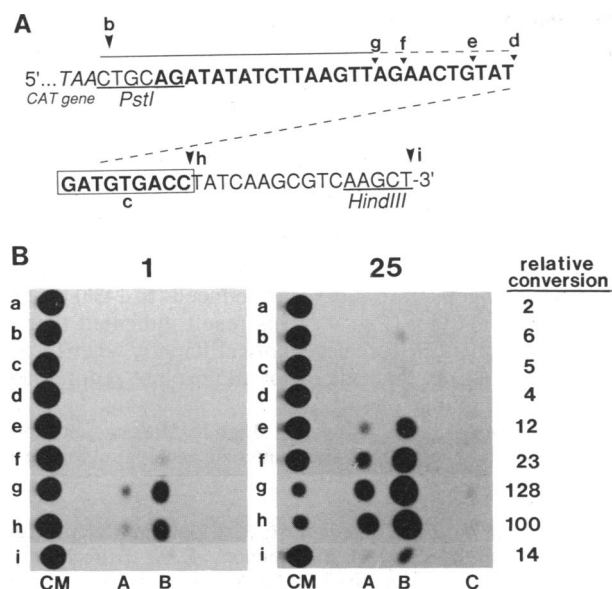 A
b g f e d
5'...TAACTGCAGATATATCTTAAGTTAGAACTGTAT
CAT gene PstI
h i
GATGTGACCTATCAAGCGTCAAGCT-3'
c HindIII
B 1 25 relative
conversion
a a 2
b b 6
c c 5
d d 4
e e 12
f f 23
g g 128
h h 100
i i 14
CM A B CM A B C